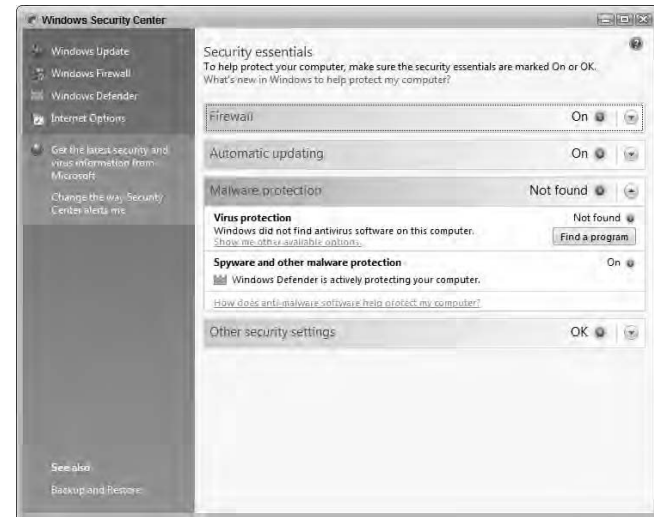 Windows Security Center
Windows Update
Windows Firewall
Windows Defender
Internet Options
Get the latest security and
virus information from
Microsoft
Change the way Security
Center alerts me
See also
Backup and Restore
Security essentials
To help protect your computer, make sure the security essentials are marked On or OK.
What's new in Windows to help protect my computer?
Firewall On
Automatic updating On
Malware protection Not found
Virus protection Not found
Windows did not find antivirus software on this computer.
Show me other available options.
Find a program
Spyware and other malware protection On
Windows Defender is actively protecting your computer.
How does anti-malware software help protect my computer?
Other security settings OK